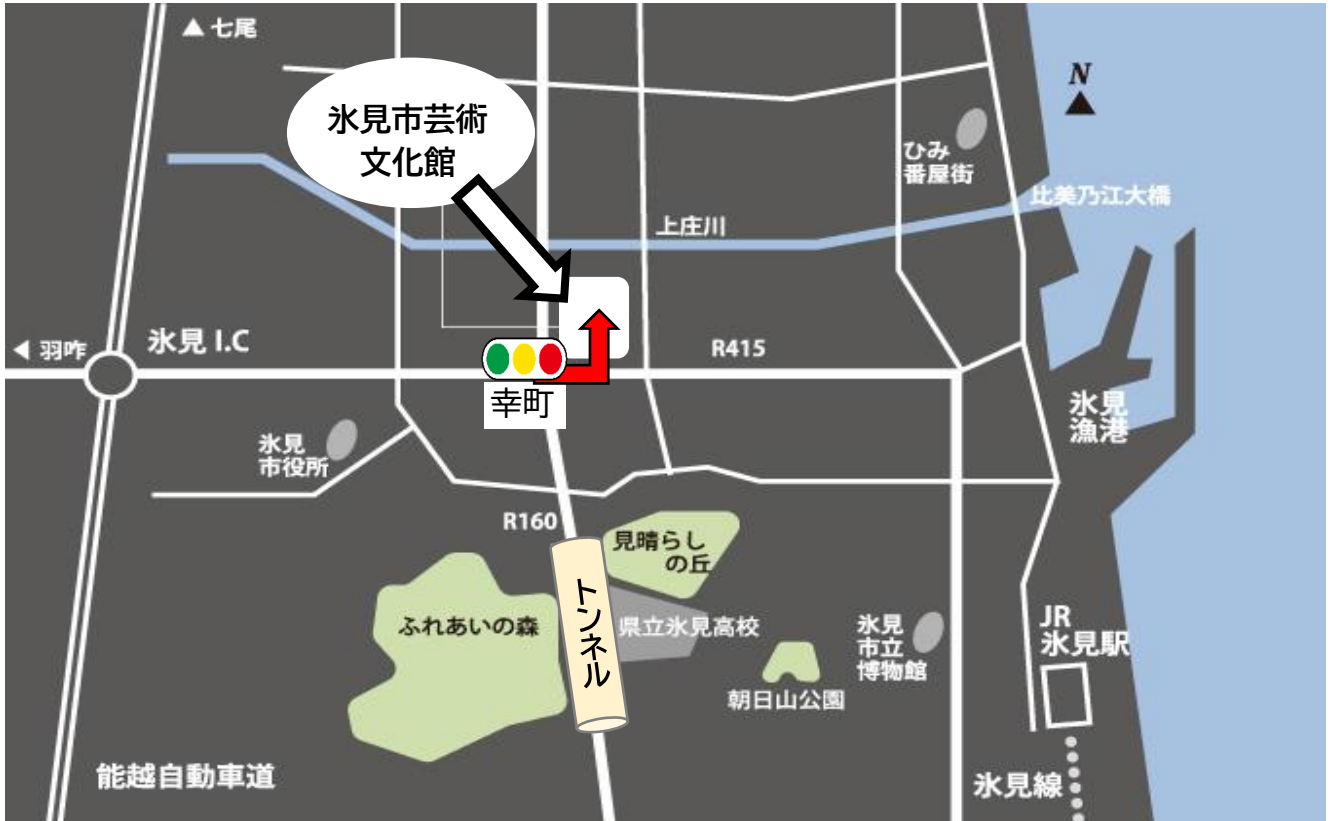 ▲七尾
N
氷見市芸術
文化館
ひみ
番屋街
比美乃江大橋
上庄川
◀羽咋
氷見 I.C
R415
幸町
氷見
漁港
氷見
市役所
R160
見晴らし
の丘
トンネル
ふれあいの森
県立氷見高校
氷見
市立
博物館
JR
氷見駅
朝日山公園
能越自動車道
氷見線